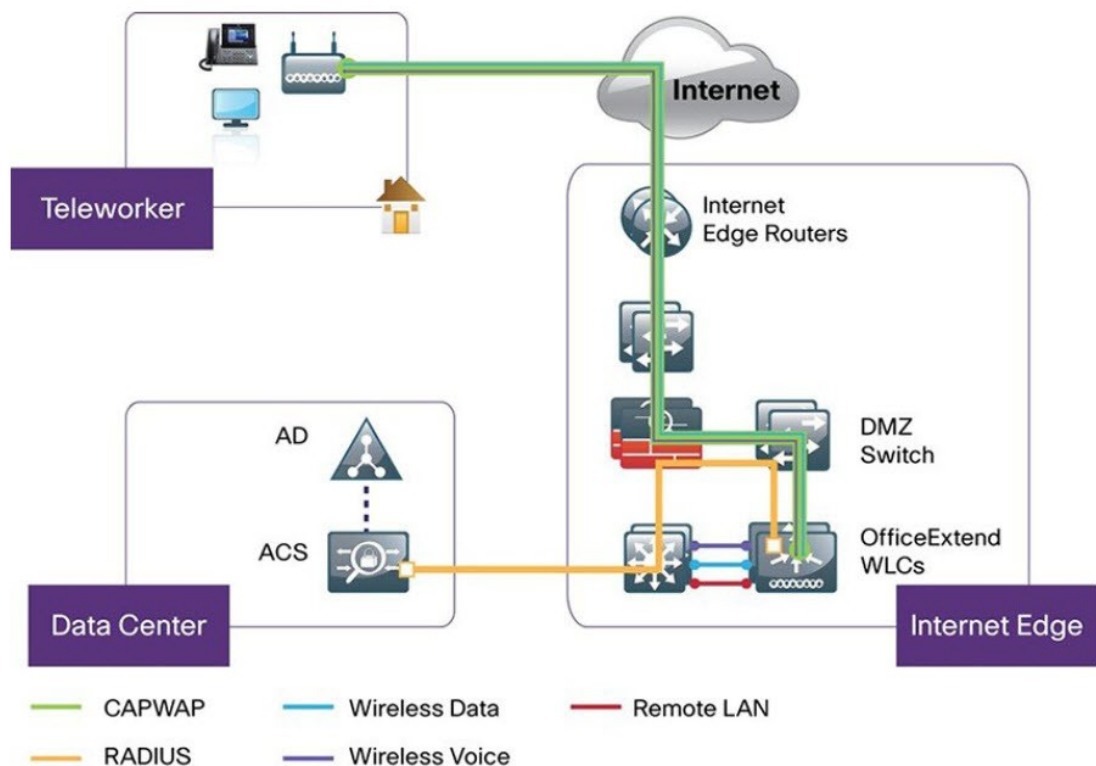 Internet
Teleworker
Internet
Edge Routers
AD
DMZ
Switch
ACS
OfficeExtend
WLCs
Data Center
Internet Edge
CAPWAP
Wireless Data
Remote LAN
RADIUS
Wireless Voice